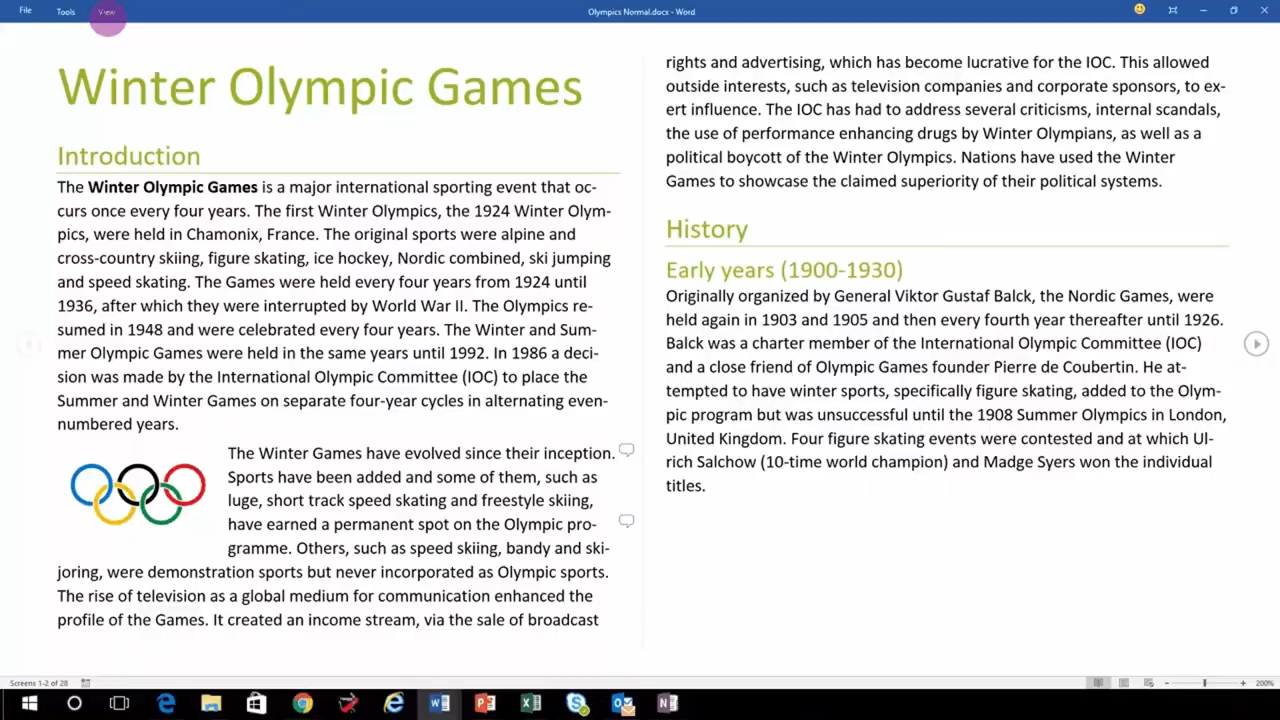 File
Tools
View
Olympics Normal.docx - Word
Winter Olympic Games
Introduction
The Winter Olympic Games is a major international sporting event that oc-
curs once every four years. The first Winter Olympics, the 1924 Winter Olym-
pics, were held in Chamonix, France. The original sports were alpine and
cross-country skiing, figure skating, ice hockey, Nordic combined, ski jumping
and speed skating. The Games were held every four years from 1924 until
1936, after which they were interrupted by World War II. The Olympics re-
sumed in 1948 and were celebrated every four years. The Winter and Sum-
mer Olympic Games were held in the same years until 1992. In 1986 a deci-
sion was made by the International Olympic Committee (IOC) to place the
Summer and Winter Games on separate four-year cycles in alternating even-
numbered years.
The Winter Games have evolved since their inception.
Sports have been added and some of them, such as
luge, short track speed skating and freestyle skiing,
have earned a permanent spot on the Olympic pro-
gramme. Others, such as speed skiing, bandy and ski-
joring, were demonstration sports but never incorporated as Olympic sports.
The rise of television as a global medium for communication enhanced the
profile of the Games. It created an income stream, via the sale of broadcast
rights and advertising, which has become lucrative for the IOC. This allowed
outside interests, such as television companies and corporate sponsors, to ex-
ert influence. The IOC has had to address several criticisms, internal scandals,
the use of performance enhancing drugs by Winter Olympians, as well as a
political boycott of the Winter Olympics. Nations have used the Winter
Games to showcase the claimed superiority of their political systems.
History
Early years (1900-1930)
Originally organized by General Viktor Gustaf Balck, the Nordic Games, were
held again in 1903 and 1905 and then every fourth year thereafter until 1926.
Balck was a charter member of the International Olympic Committee (IOC)
and a close friend of Olympic Games founder Pierre de Coubertin. He at-
tempted to have winter sports, specifically figure skating, added to the Olym-
pic program but was unsuccessful until the 1908 Summer Olympics in London,
United Kingdom. Four figure skating events were contested and at which Ul-
rich Salchow (10-time world champion) and Madge Syers won the individual
titles.
Screens 1-2 of 28
200%